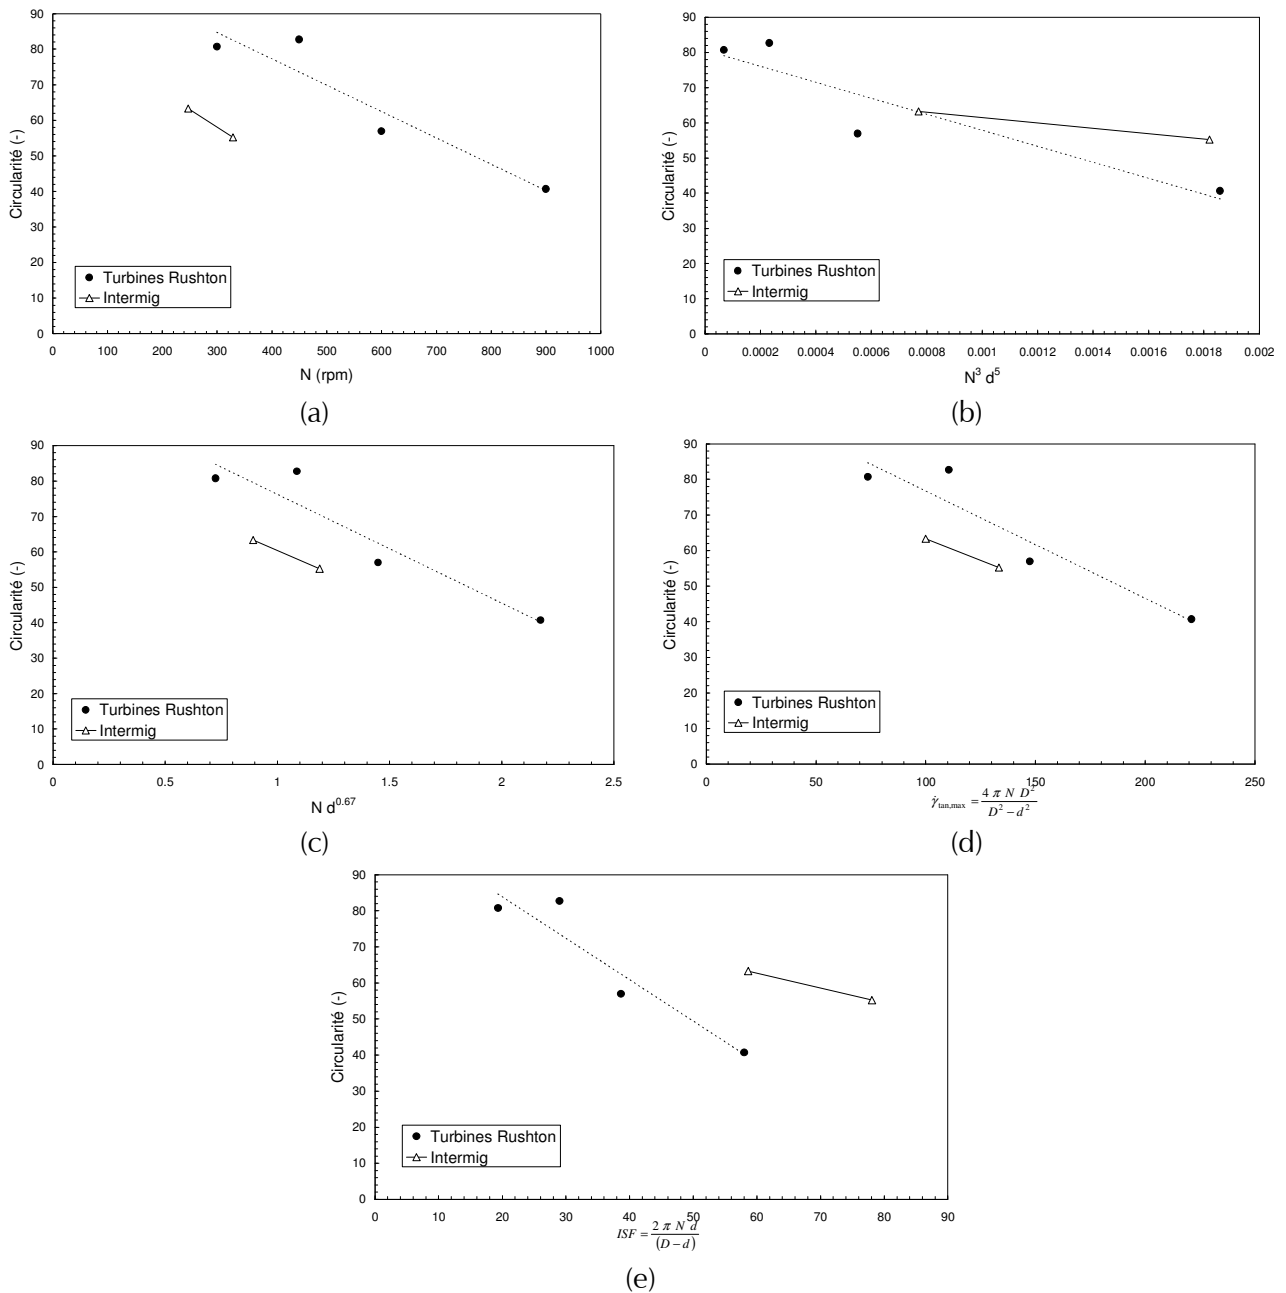 90
80
70
60
50
40
30
20
10
0
Circularité (-)
Turbines Rushton
Intermig
0 100 200 300 400 500 600 700 800 900 1000
N (rpm)
(a)
90
80
70
60
50
40
30
20
10
0
Circularité (-)
Turbines Rushton
Intermig
0 0.0002 0.0004 0.0006 0.0008 0.001 0.0012 0.0014 0.0016 0.0018 0.002
N³ d⁵
(b)
90
80
70
60
50
40
30
20
10
0
Circularité (-)
Turbines Rushton
Intermig
0 0.5 1 1.5 2 2.5
N d^0.67
(c)
90
80
70
60
50
40
30
20
10
0
Circularité (-)
Turbines Rushton
Intermig
0 50 100 150 200 250
γ̇tan,max = 4 π N D² / D² – d²
(d)
90
80
70
60
50
40
30
20
10
0
Circularité (-)
Turbines Rushton
Intermig
0 10 20 30 40 50 60 70 80 90
ISF = 2 π N d / (D – d)
(e)